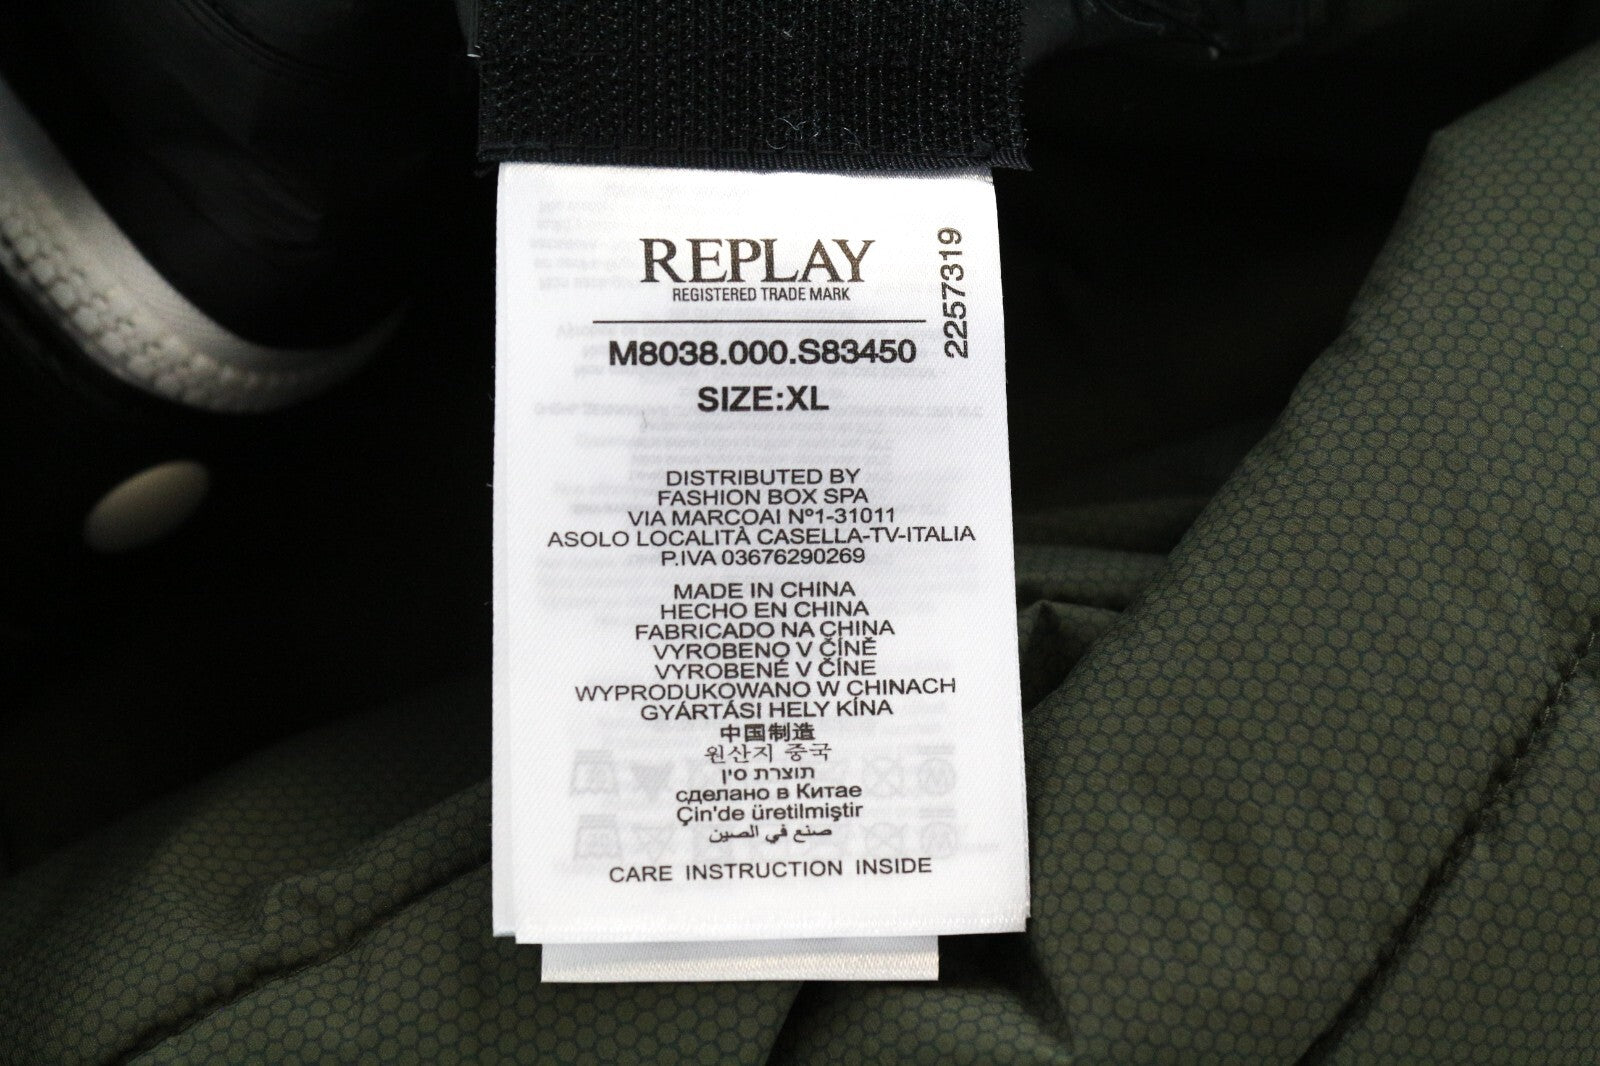 REPLAY
REGISTERED TRADE MARK
2257319
M8038.000.S83450
SIZE:XL
DISTRIBUTED BY
FASHION BOX SPA
VIA MARCOAI Nº1-31011
ASOLO LOCALITÀ CASELLA-TV-ITALIA
P.IVA 03676290269
MADE IN CHINA
HECHO EN CHINA
FABRICADO NA CHINA
VYROBENO V ČÍNĚ
VYROBENÉ V ČÍNE
WYPRODUKOWANO W CHINACH
GYÁRTÁSI HELY KÍNA
中国制造
원산지 중국
תוצרת סין
сделано в Китае
Çin'de üretilmiştir
صنع في الصين
CARE INSTRUCTION INSIDE